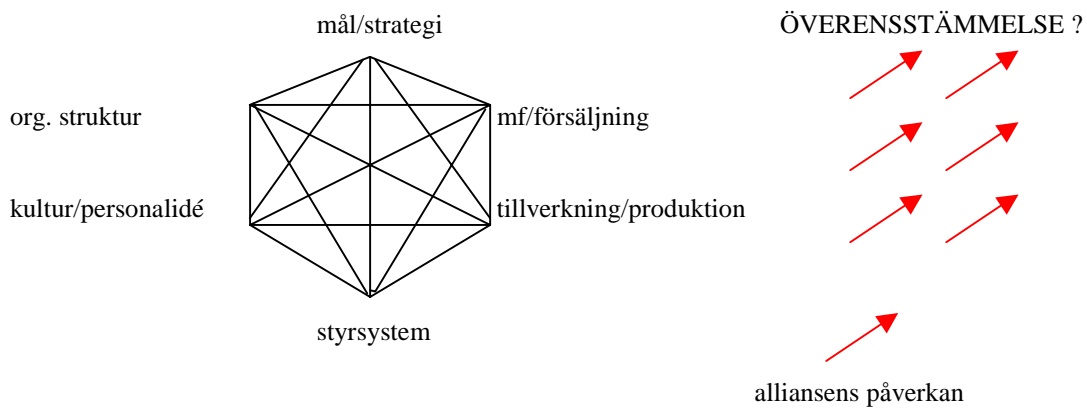 mål/strategi
ÖVERENSSTÄMMELSE ?
org. struktur
mf/försäljning
kultur/personalidé
tillverkning/produktion
styrsystem
alliansens påverkan